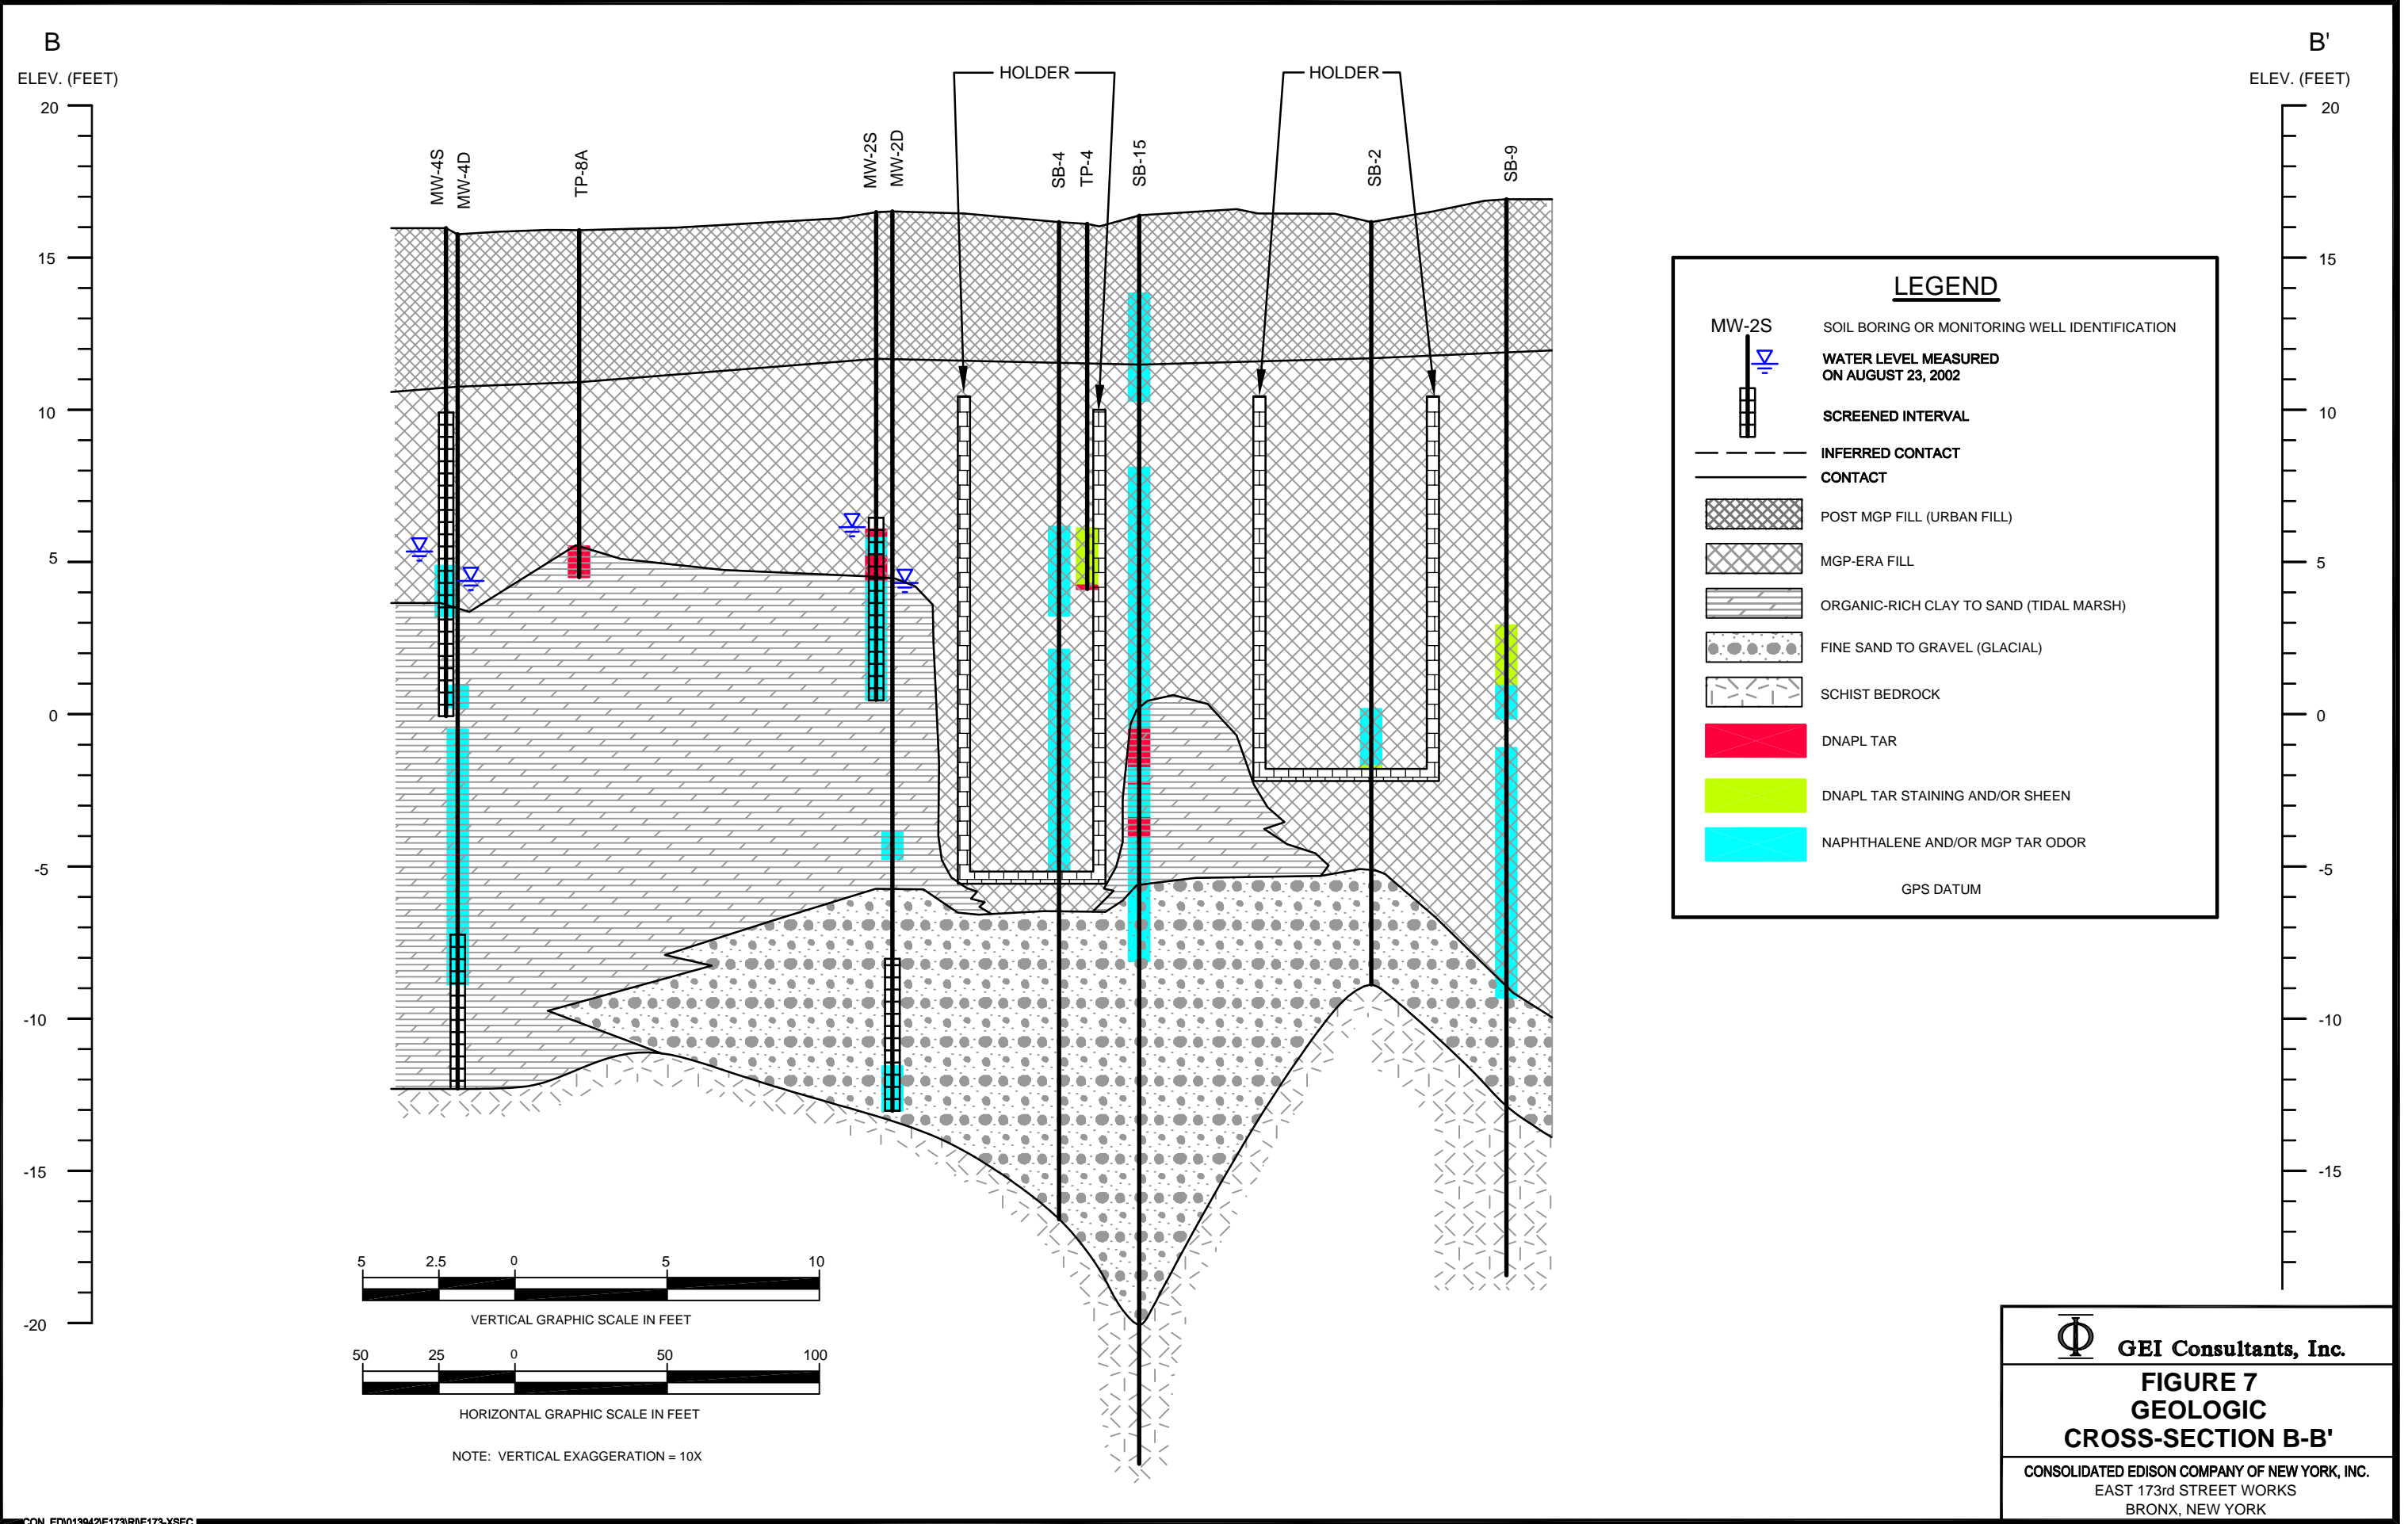 B
B'
ELEV. (FEET)
ELEV. (FEET)
HOLDER
HOLDER
20
15
10
5
0
-5
-10
-15
-20
20
15
10
5
0
-5
-10
-15
MW-4S
MW-4D
TP-8A
MW-2S
MW-2D
SB-4
TP-4
SB-15
SB-2
SB-9
LEGEND
MW-2S
SOIL BORING OR MONITORING WELL IDENTIFICATION
WATER LEVEL MEASURED
ON AUGUST 23, 2002
SCREENED INTERVAL
INFERRED CONTACT
CONTACT
POST MGP FILL (URBAN FILL)
MGP-ERA FILL
ORGANIC-RICH CLAY TO SAND (TIDAL MARSH)
FINE SAND TO GRAVEL (GLACIAL)
SCHIST BEDROCK
DNAPL TAR
DNAPL TAR STAINING AND/OR SHEEN
NAPHTHALENE AND/OR MGP TAR ODOR
GPS DATUM
5 2.5 0 5 10
VERTICAL GRAPHIC SCALE IN FEET
50 25 0 50 100
HORIZONTAL GRAPHIC SCALE IN FEET
NOTE: VERTICAL EXAGGERATION = 10X
GEI Consultants, Inc.
FIGURE 7
GEOLOGIC
CROSS-SECTION B-B'
CONSOLIDATED EDISON COMPANY OF NEW YORK, INC.
EAST 173rd STREET WORKS
BRONX, NEW YORK
CON_ED\013942\E173\RI\E173-XSEC